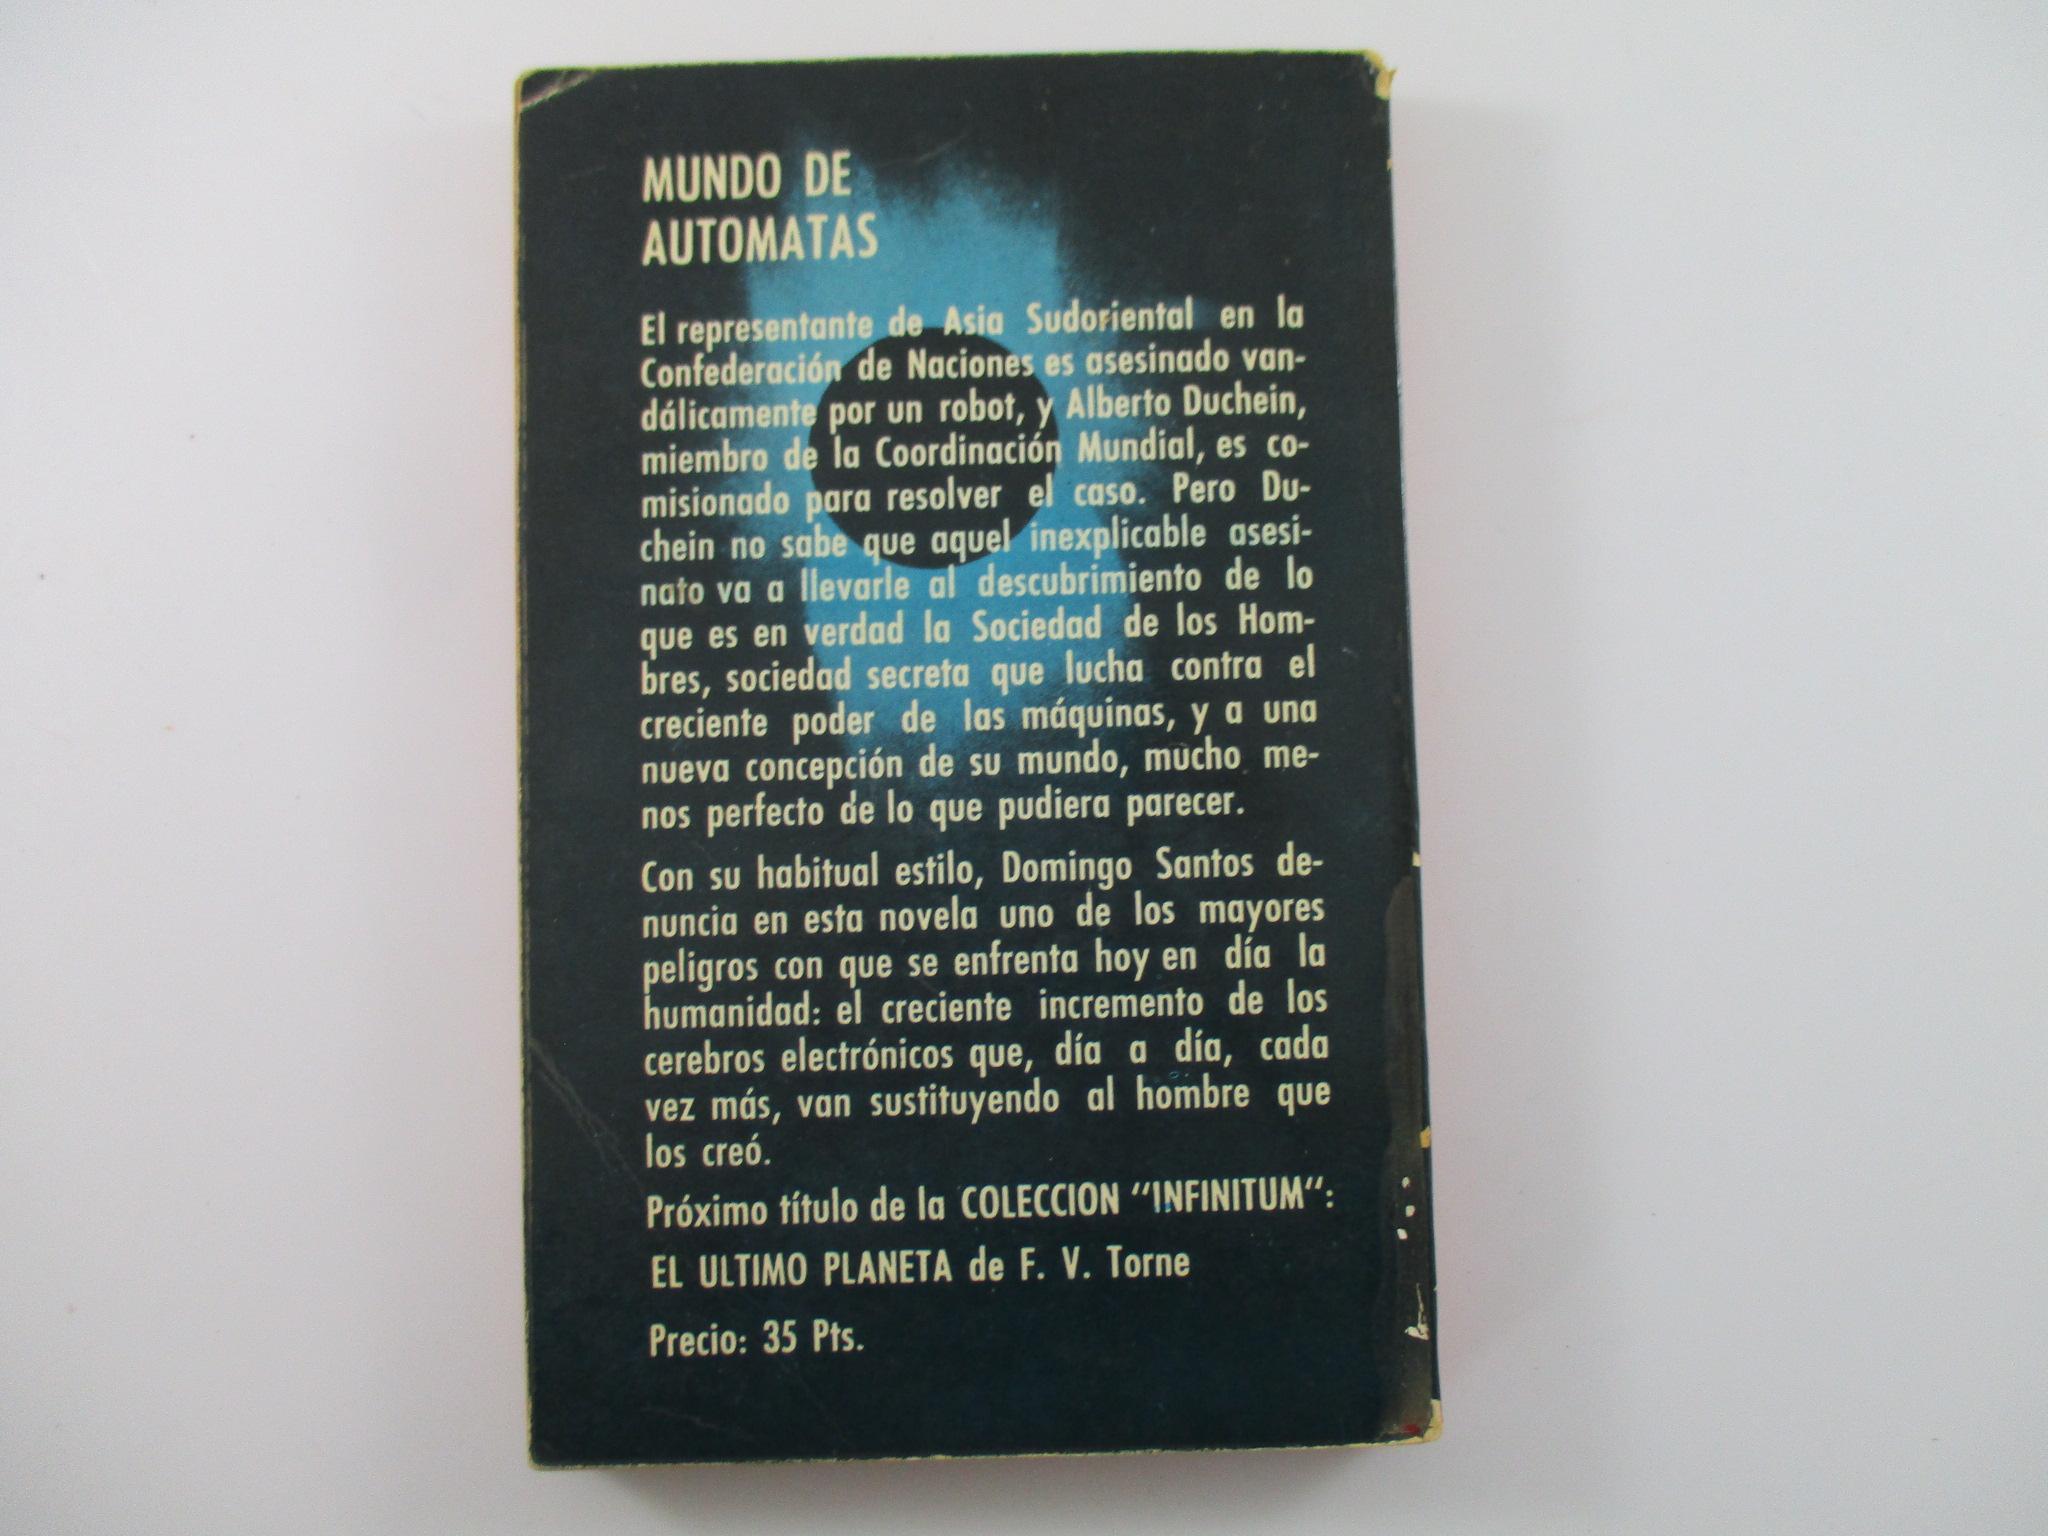 MUNDO DE
AUTOMATAS
El representante de Asia Sudoriental en la
Confederación de Naciones es asesinado van-
dálicamente por un robot, y Alberto Duchein,
miembro de la Coordinación Mundial, es co-
misionado para resolver el caso. Pero Du-
chein no sabe que aquel inexplicable asesi-
nato va a llevarle al descubrimiento de lo
que es en verdad la Sociedad de los Hom-
bres, sociedad secreta que lucha contra el
creciente poder de las máquinas, y a una
nueva concepción de su mundo, mucho me-
nos perfecto de lo que pudiera parecer.
Con su habitual estilo, Domingo Santos de-
nuncia en esta novela uno de los mayores
peligros con que se enfrenta hoy en día la
humanidad: el creciente incremento de los
cerebros electrónicos que, día a día, cada
vez más, van sustituyendo al hombre que
los creó.
Próximo título de la COLECCION "INFINITUM":
EL ULTIMO PLANETA de F. V. Torne
Precio: 35 Pts.